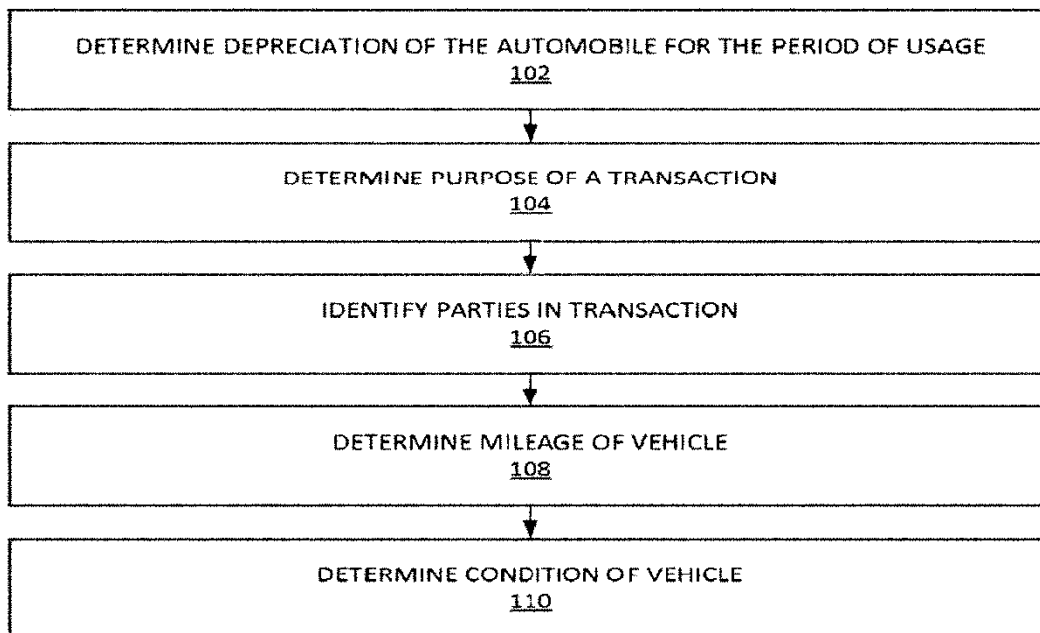 DETERMINE DEPRECIATION OF THE AUTOMOBILE FOR THE PERIOD OF USAGE
102
DETERMINE PURPOSE OF A TRANSACTION
104
IDENTIFY PARTIES IN TRANSACTION
106
DETERMINE MILEAGE OF VEHICLE
108
DETERMINE CONDITION OF VEHICLE
110